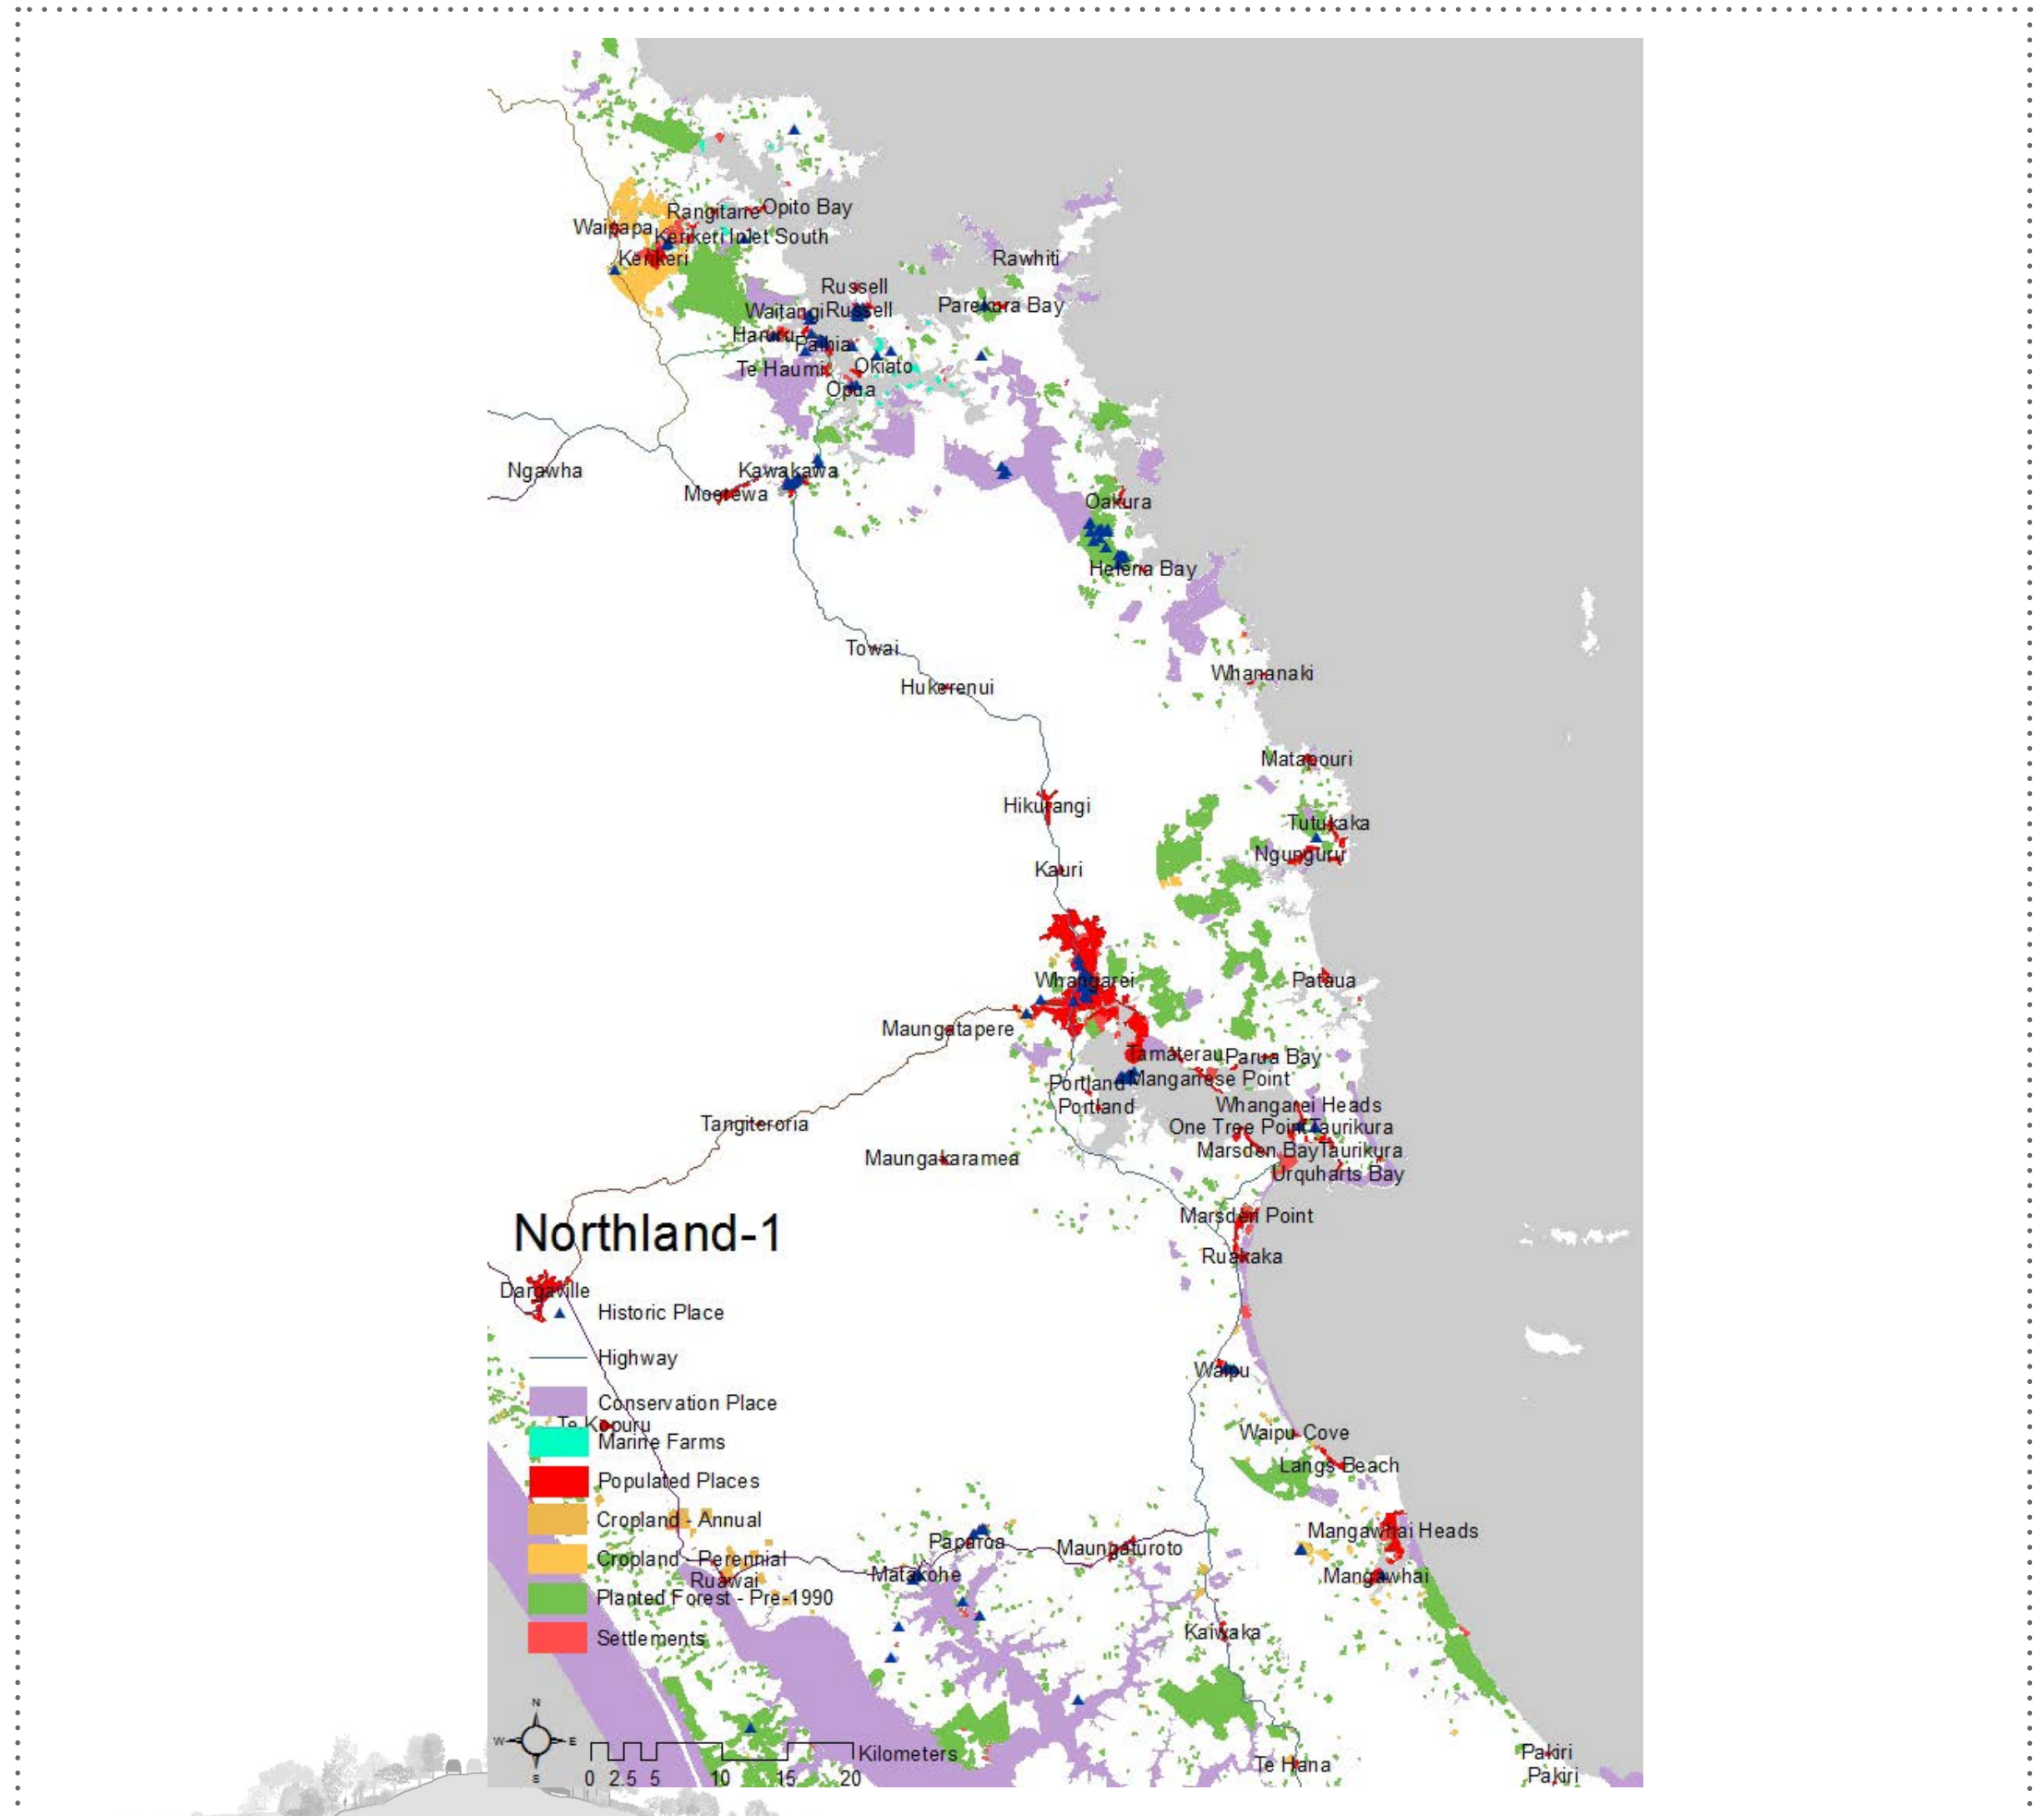 Rangitane Opito Bay
Waipapa
Kerikeri Inlet South
Kerikeri
Rawhiti
Russell
Parekura Bay
Waitangi Russell
Haruru
Paihia
Te Haumi
Okiato
Opua
Ngawha
Kawakawa
Moerewa
Oakura
Helena Bay
Towai
Whananaki
Hukerenui
Matapouri
Hikurangi
Tutukaka
Ngunguru
Kauri
Whangarei
Pataua
Maungatapere
Tamaterau Parua Bay
Portland Manganese Point
Portland
Whangarei Heads
Tangiteroria
One Tree Point Taurikura
Marsden Bay Taurikura
Maungakaramea
Urquharts Bay
Marsden Point
Northland-1
Ruakaka
Dargaville
Historic Place
Highway
Waipu
Conservation Place
Te Kopuru
Waipu Cove
Marine Farms
Langs Beach
Populated Places
Cropland - Annual
Mangawhai Heads
Paparoa
Maungaturoto
Cropland - Perennial
Matakohe
Mangawhai
Ruawai
Planted Forest - Pre-1990
Kaiwaka
Settlements
N
W E
S
Kilometers
0 2.5 5 10 15 20
Te Hana
Pakiri
Pakiri